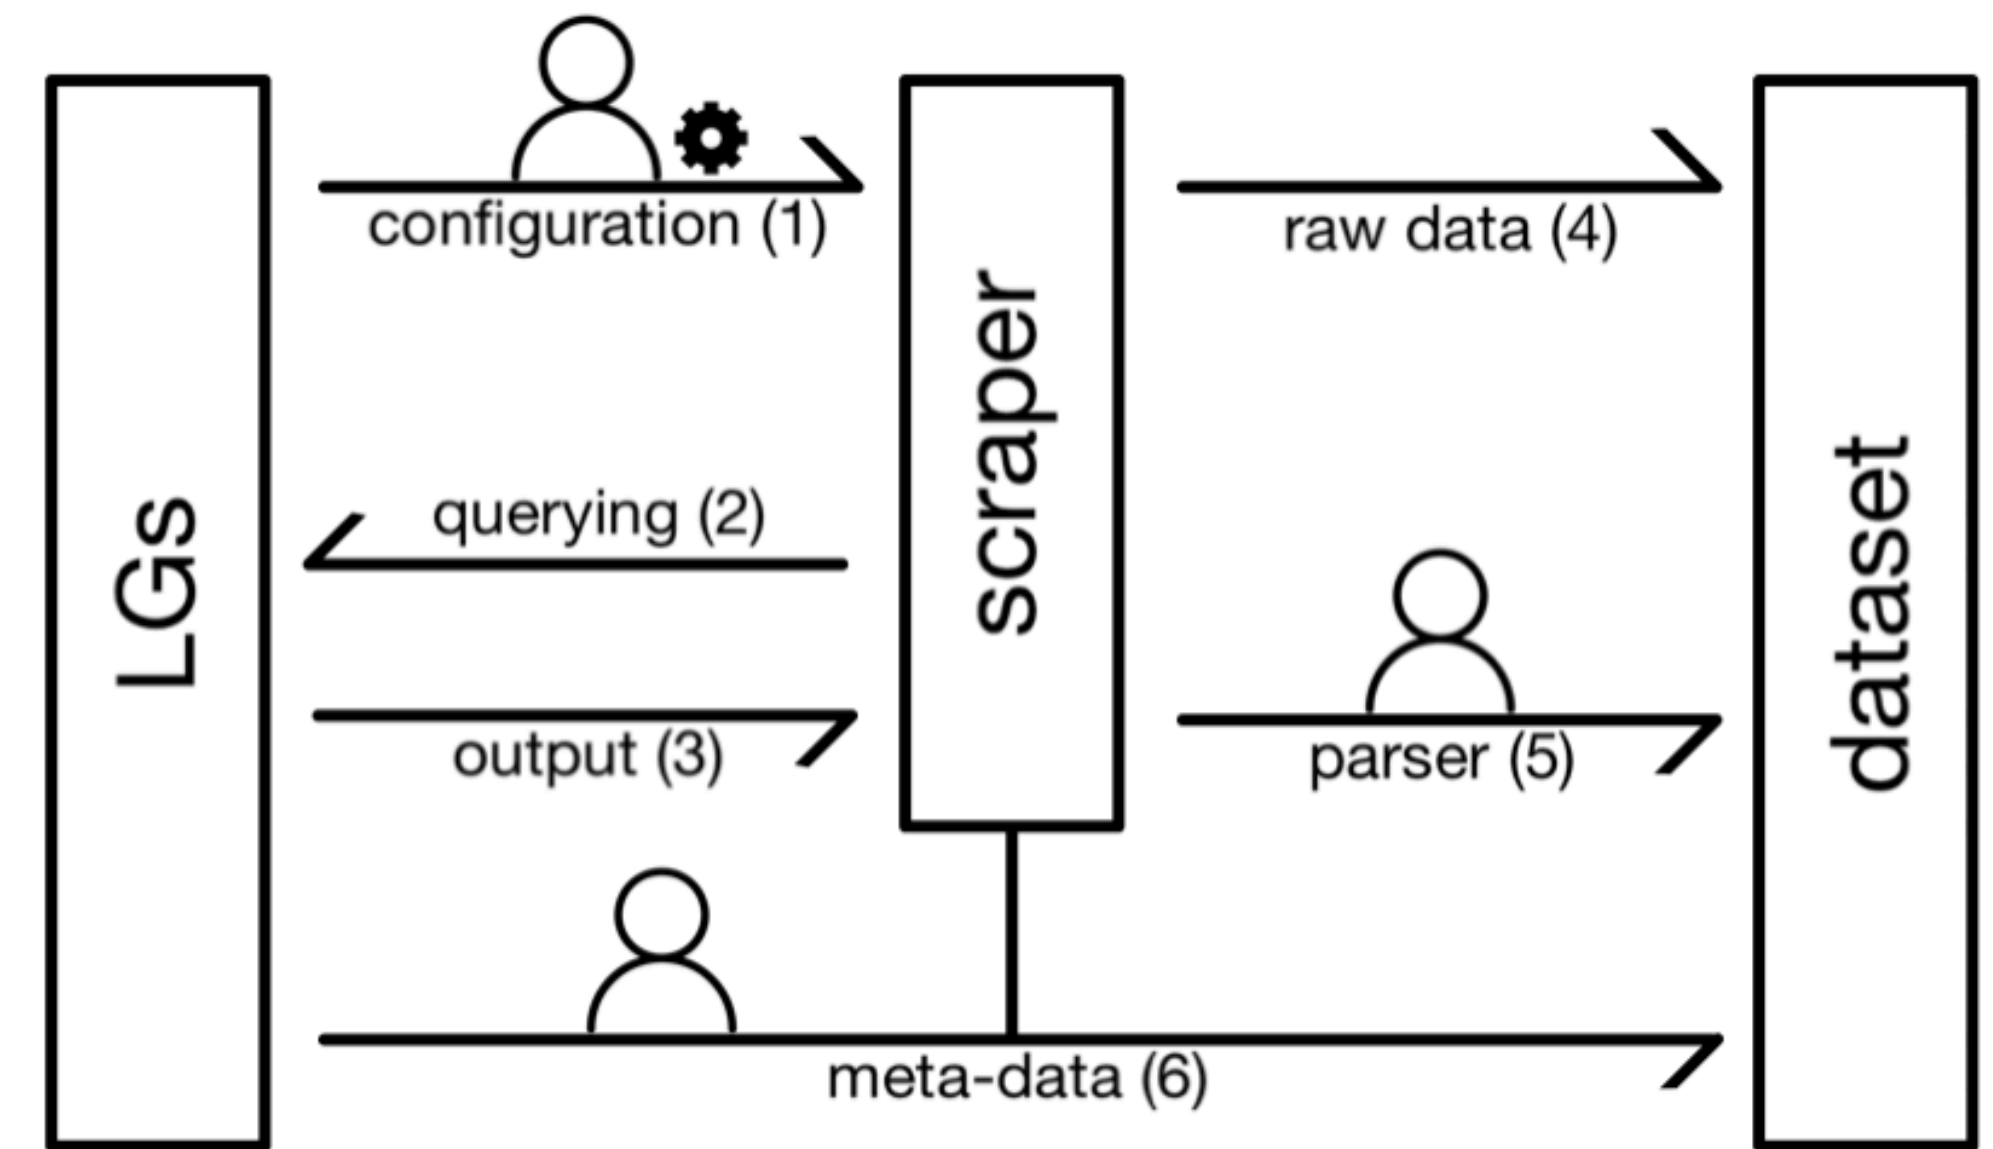 LGs
configuration (1)
querying (2)
output (3)
scraper
raw data (4)
parser (5)
meta-data (6)
dataset